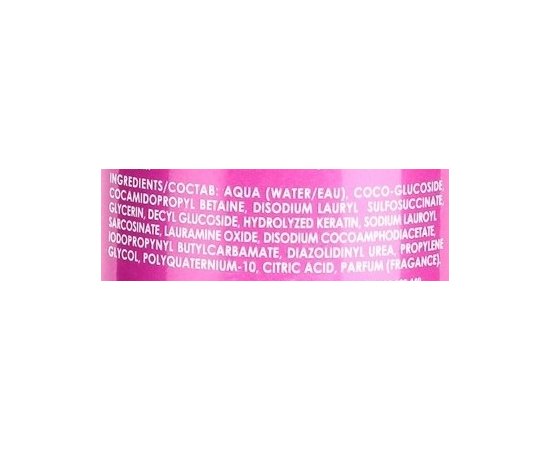 INGREDIENTS/СОСТАВ: AQUA (WATER/EAU), COCO-GLUCOSIDE,
COCAMIDOPROPYL BETAINE, DISODIUM LAURYL SULFOSUCCINATE,
GLYCERIN, DECYL GLUCOSIDE, HYDROLYZED KERATIN, SODIUM LAUROYL
SARCOSINATE, LAURAMINE OXIDE, DISODIUM COCOAMPHODIACETATE,
IODOPROPYNYL BUTYLCARBAMATE, DIAZOLIDINYL UREA, PROPYLENE
GLYCOL, POLYQUATERNIUM-10, CITRIC ACID, PARFUM (FRAGANCE).